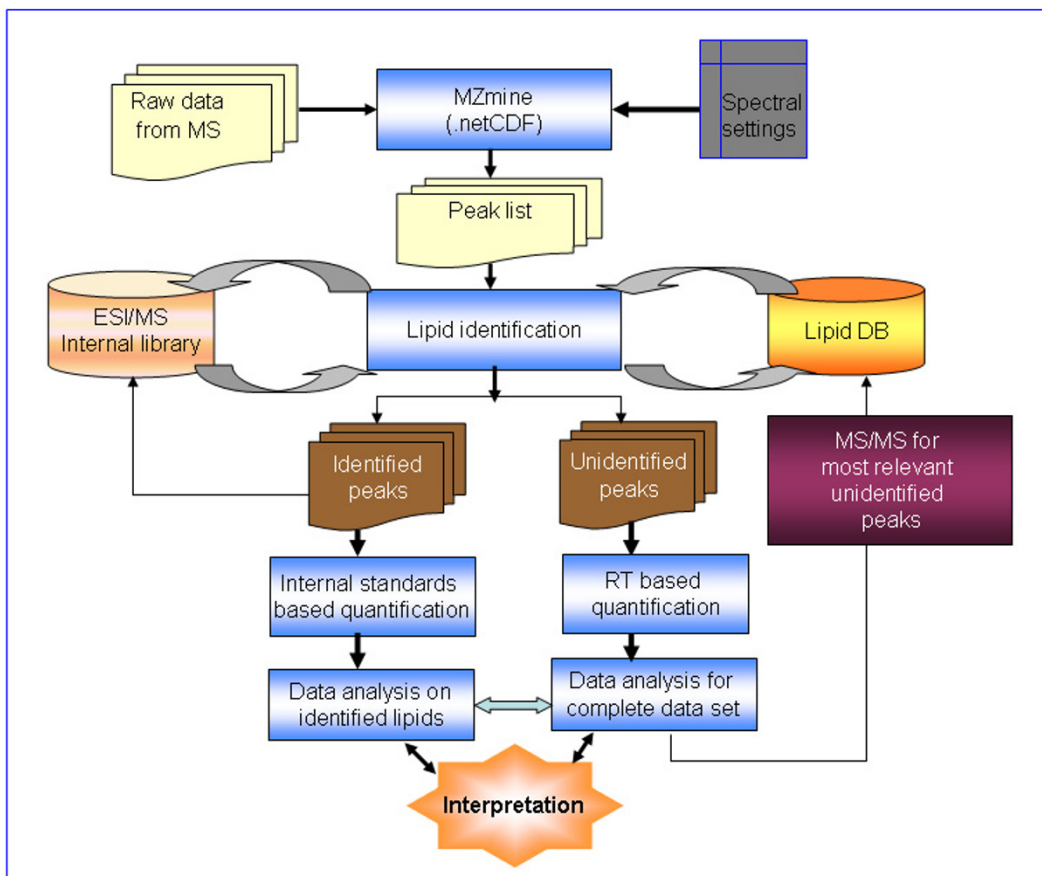 Raw data
from MS
MZmine
(.netCDF)
Spectral
settings
Peak list
ESI/MS
Internal library
Lipid identification
Lipid DB
Identified
peaks
Unidentified
peaks
MS/MS for
most relevant
unidentified
peaks
Internal standards
based quantification
RT based
quantification
Data analysis on
identified lipids
Data analysis for
complete data set
Interpretation